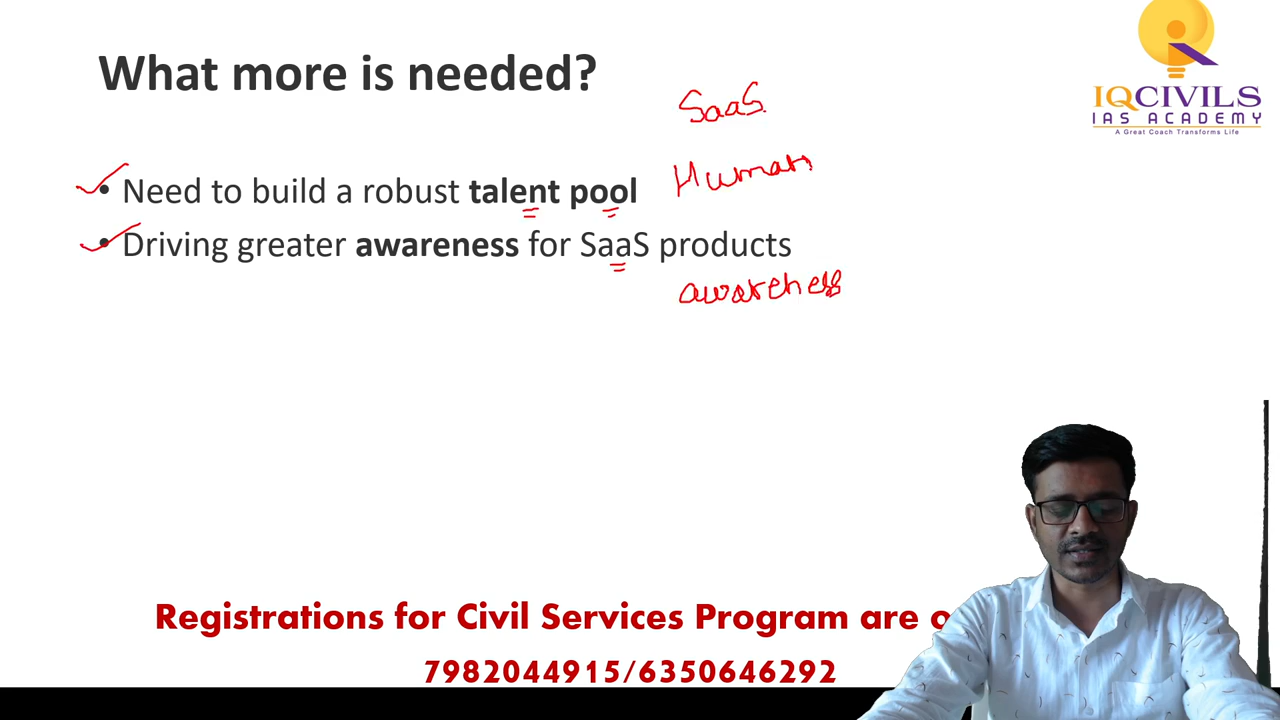 What more is needed?
SaaS
IQCIVILS
IAS ACADEMY
A Great Coach Transforms Life
• Need to build a robust talent pool
Human
• Driving greater awareness for SaaS products
awareness
Registrations for Civil Services Program are
7982044915/6350646292